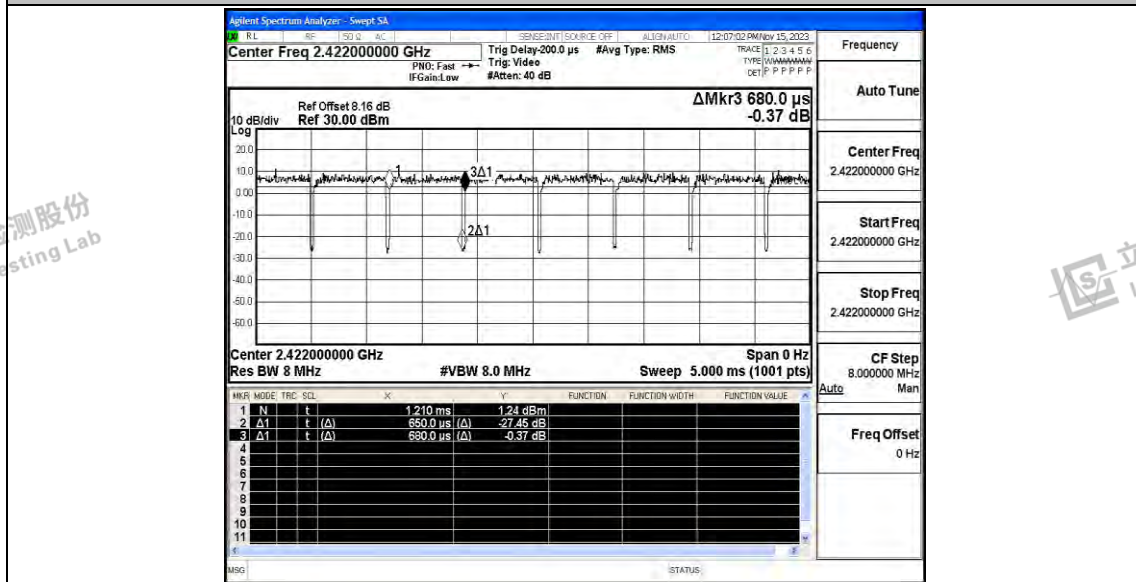 Agilent Spectrum Analyzer - Swept SA
RL RF 50 Ω AC SENSE:INT SOURCE OFF ALIGN AUTO 12:07:02 PM Nov 15, 2023
Center Freq 2.422000000 GHz
Trig Delay-200.0 µs #Avg Type: RMS
TRACE 1 2 3 4 5 6
PNO: Fast
Trig: Video
TYPE
IFGain:Low
#Atten: 40 dB
DET P P P P P P
Frequency
Auto Tune
Ref Offset 8.16 dB
ΔMkr3 680.0 µs
10 dB/div Ref 30.00 dBm
-0.37 dB
Log
20.0
10.0
0.00
-10.0
-20.0
-30.0
-40.0
-50.0
-60.0
1
3Δ1
2Δ1
Center Freq
2.422000000 GHz
Start Freq
2.422000000 GHz
Stop Freq
2.422000000 GHz
Center 2.422000000 GHz Span 0 Hz
Res BW 8 MHz #VBW 8.0 MHz Sweep 5.000 ms (1001 pts)
CF Step
8.000000 MHz
Auto Man
MKR MODE TRC SCL X Y FUNCTION FUNCTION WIDTH FUNCTION VALUE
1 N t 1.210 ms 1.24 dBm
2 Δ1 t (Δ) 650.0 µs (Δ) -27.45 dB
3 Δ1 t (Δ) 680.0 µs (Δ) -0.37 dB
4
5
6
7
8
9
10
11
Freq Offset
0 Hz
MSG STATUS
检测股份
esting Lab
立